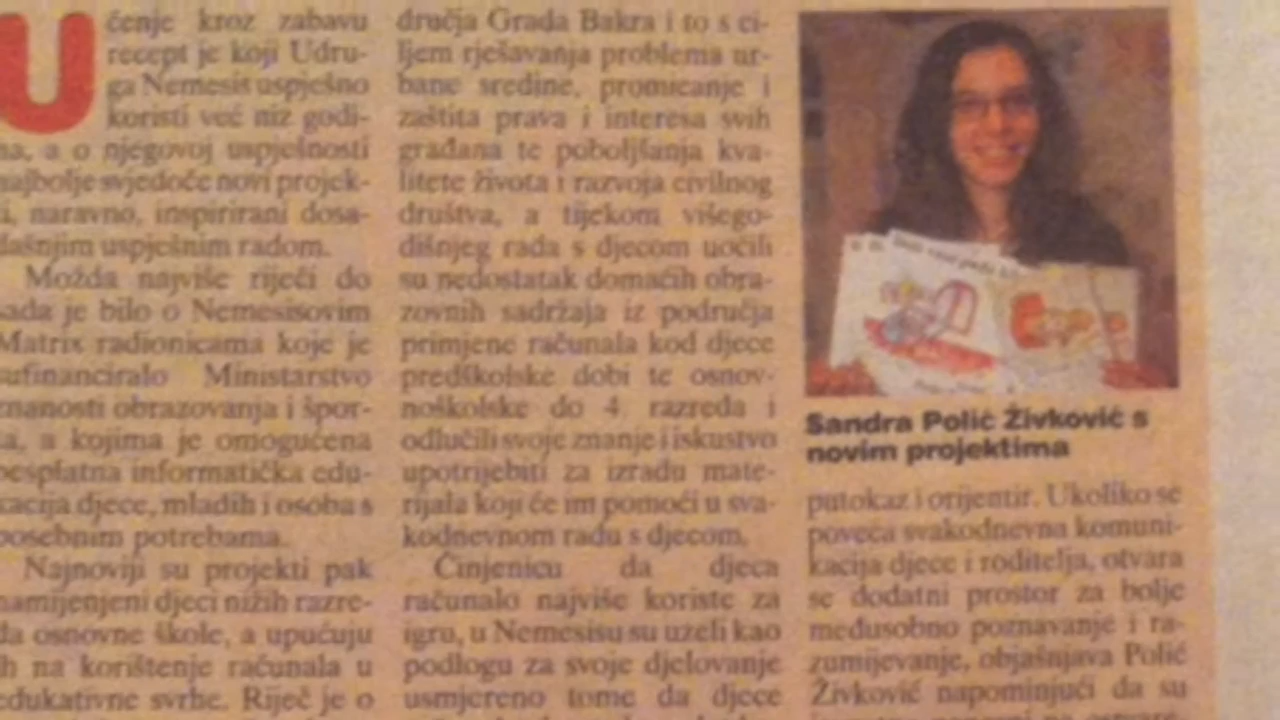 Učenje kroz zabavu
recept je koji Udru-
ga Nemesis uspješno
koristi već niz godi-
na, a o njegovoj uspješnosti
najbolje svjedoče novi projek-
ti, naravno, inspirirani dosa-
dašnjim uspješnim radom.
Možda najviše riječi do
sada je bilo o Nemesisovim
Matrix radionicama koje je
sufinanciralo Ministarstvo
znanosti obrazovanja i špor-
ta, a kojima je omogućena
besplatna informatička edu-
kacija djece, mladih i osoba s
posebnim potrebama.
Najnoviji su projekti pak
namijenjeni djeci nižih razre-
da osnovne škole, a upućuju
ih na korištenje računala u
edukativne svrhe. Riječ je o
dručja Grada Bakra i to s ci-
ljem rješavanja problema ur-
bane sredine, promicanje i
zaštita prava i interesa svih
građana te poboljšanja kva-
litete života i razvoja civilnog
društva, a tijekom višego-
dišnjeg rada s djecom uočili
su nedostatak domaćih obra-
zovnih sadržaja iz područja
primjene računala kod djece
predškolske dobi te osnov-
noškolske do 4. razreda i
odlučili svoje znanje i iskustvo
upotrijebiti za izradu mate-
rijala koji će im pomoći u sva-
kodnevnom radu s djecom.
Činjenicu da djeca
računalo najviše koriste za
igru, u Nemesisu su uzeli kao
podlogu za svoje djelovanje
usmjereno tome da djece
Sandra Polić Živković s
novim projektima
putokaz i orijentir. Ukoliko se
poveća svakodnevna komuni-
kacija djece i roditelja, otvara
se dodatni prostor za bolje
međusobno poznavanje i ra-
zumijevanje, objašnjava Polić
Živković napominjući da su